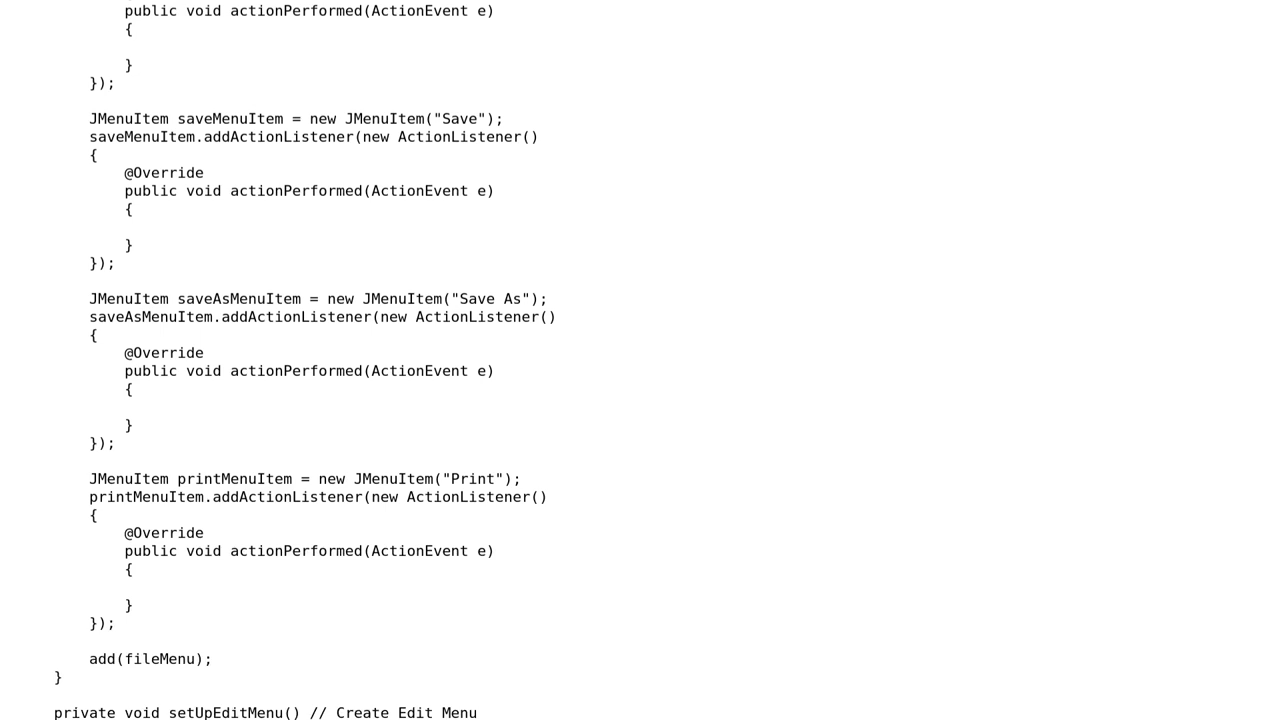 public void actionPerformed(ActionEvent e)
{
}
});
JMenuItem saveMenuItem = new JMenuItem("Save");
saveMenuItem.addActionListener(new ActionListener()
{
@Override
public void actionPerformed(ActionEvent e)
{
}
});
JMenuItem saveAsMenuItem = new JMenuItem("Save As");
saveAsMenuItem.addActionListener(new ActionListener()
{
@Override
public void actionPerformed(ActionEvent e)
{
}
});
JMenuItem printMenuItem = new JMenuItem("Print");
printMenuItem.addActionListener(new ActionListener()
{
@Override
public void actionPerformed(ActionEvent e)
{
}
});
add(fileMenu);
}
private void setUpEditMenu() // Create Edit Menu